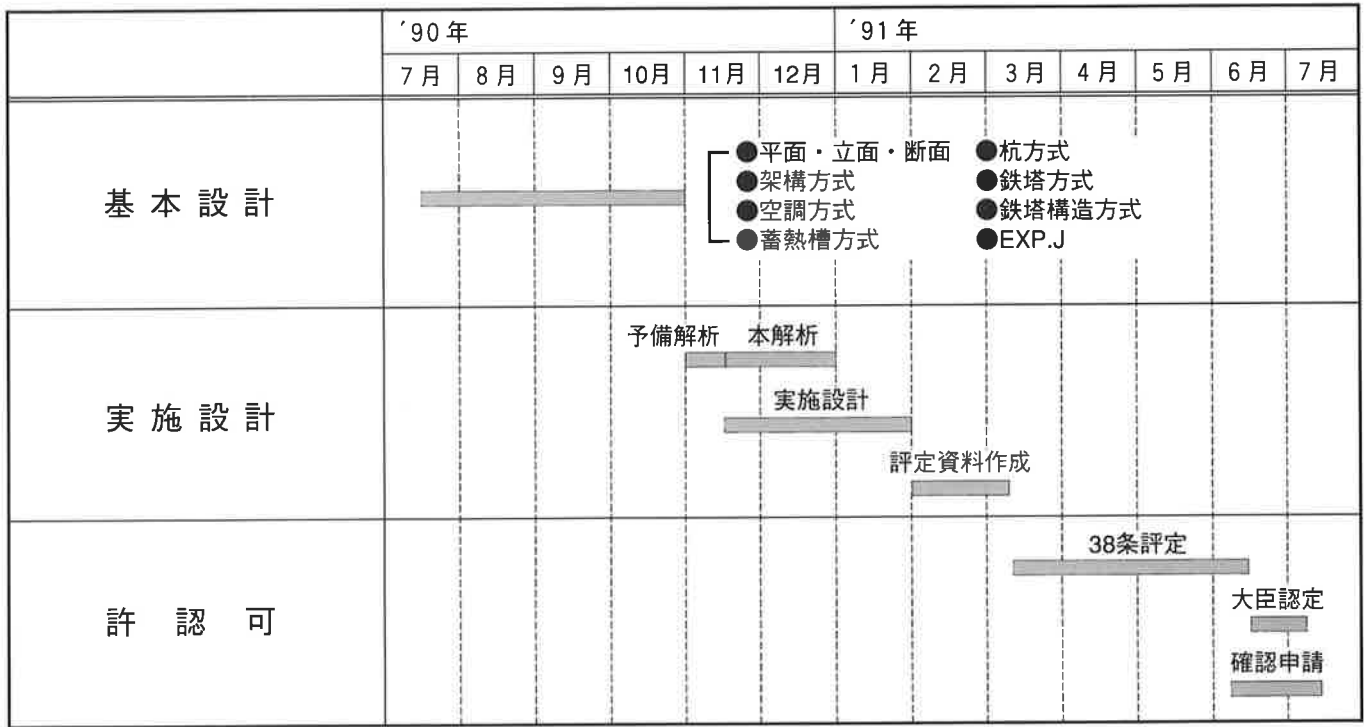 ´90年 ´91年
7月 8月 9月 10月 11月 12月 1月 2月 3月 4月 5月 6月 7月
基本設計
●平面・立面・断面 ●杭方式
●架構方式 ●鉄塔方式
●空調方式 ●鉄塔構造方式
●蓄熱槽方式 ●EXP.J
実施設計
予備解析 本解析
実施設計
評定資料作成
許認可
38条評定
大臣認定
確認申請